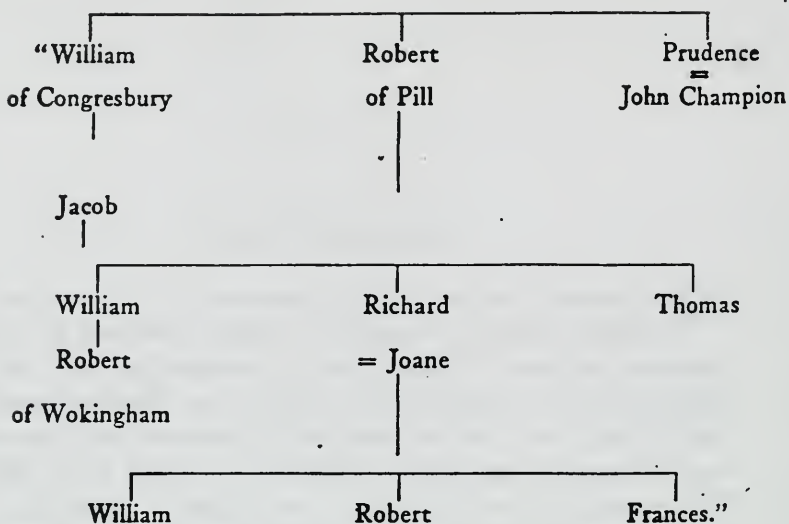 “William Robert Prudence
=
of Congresbury of Pill John Champion
Jacob
William Richard Thomas
Robert = Joane
of Wokingham
William Robert Frances.”